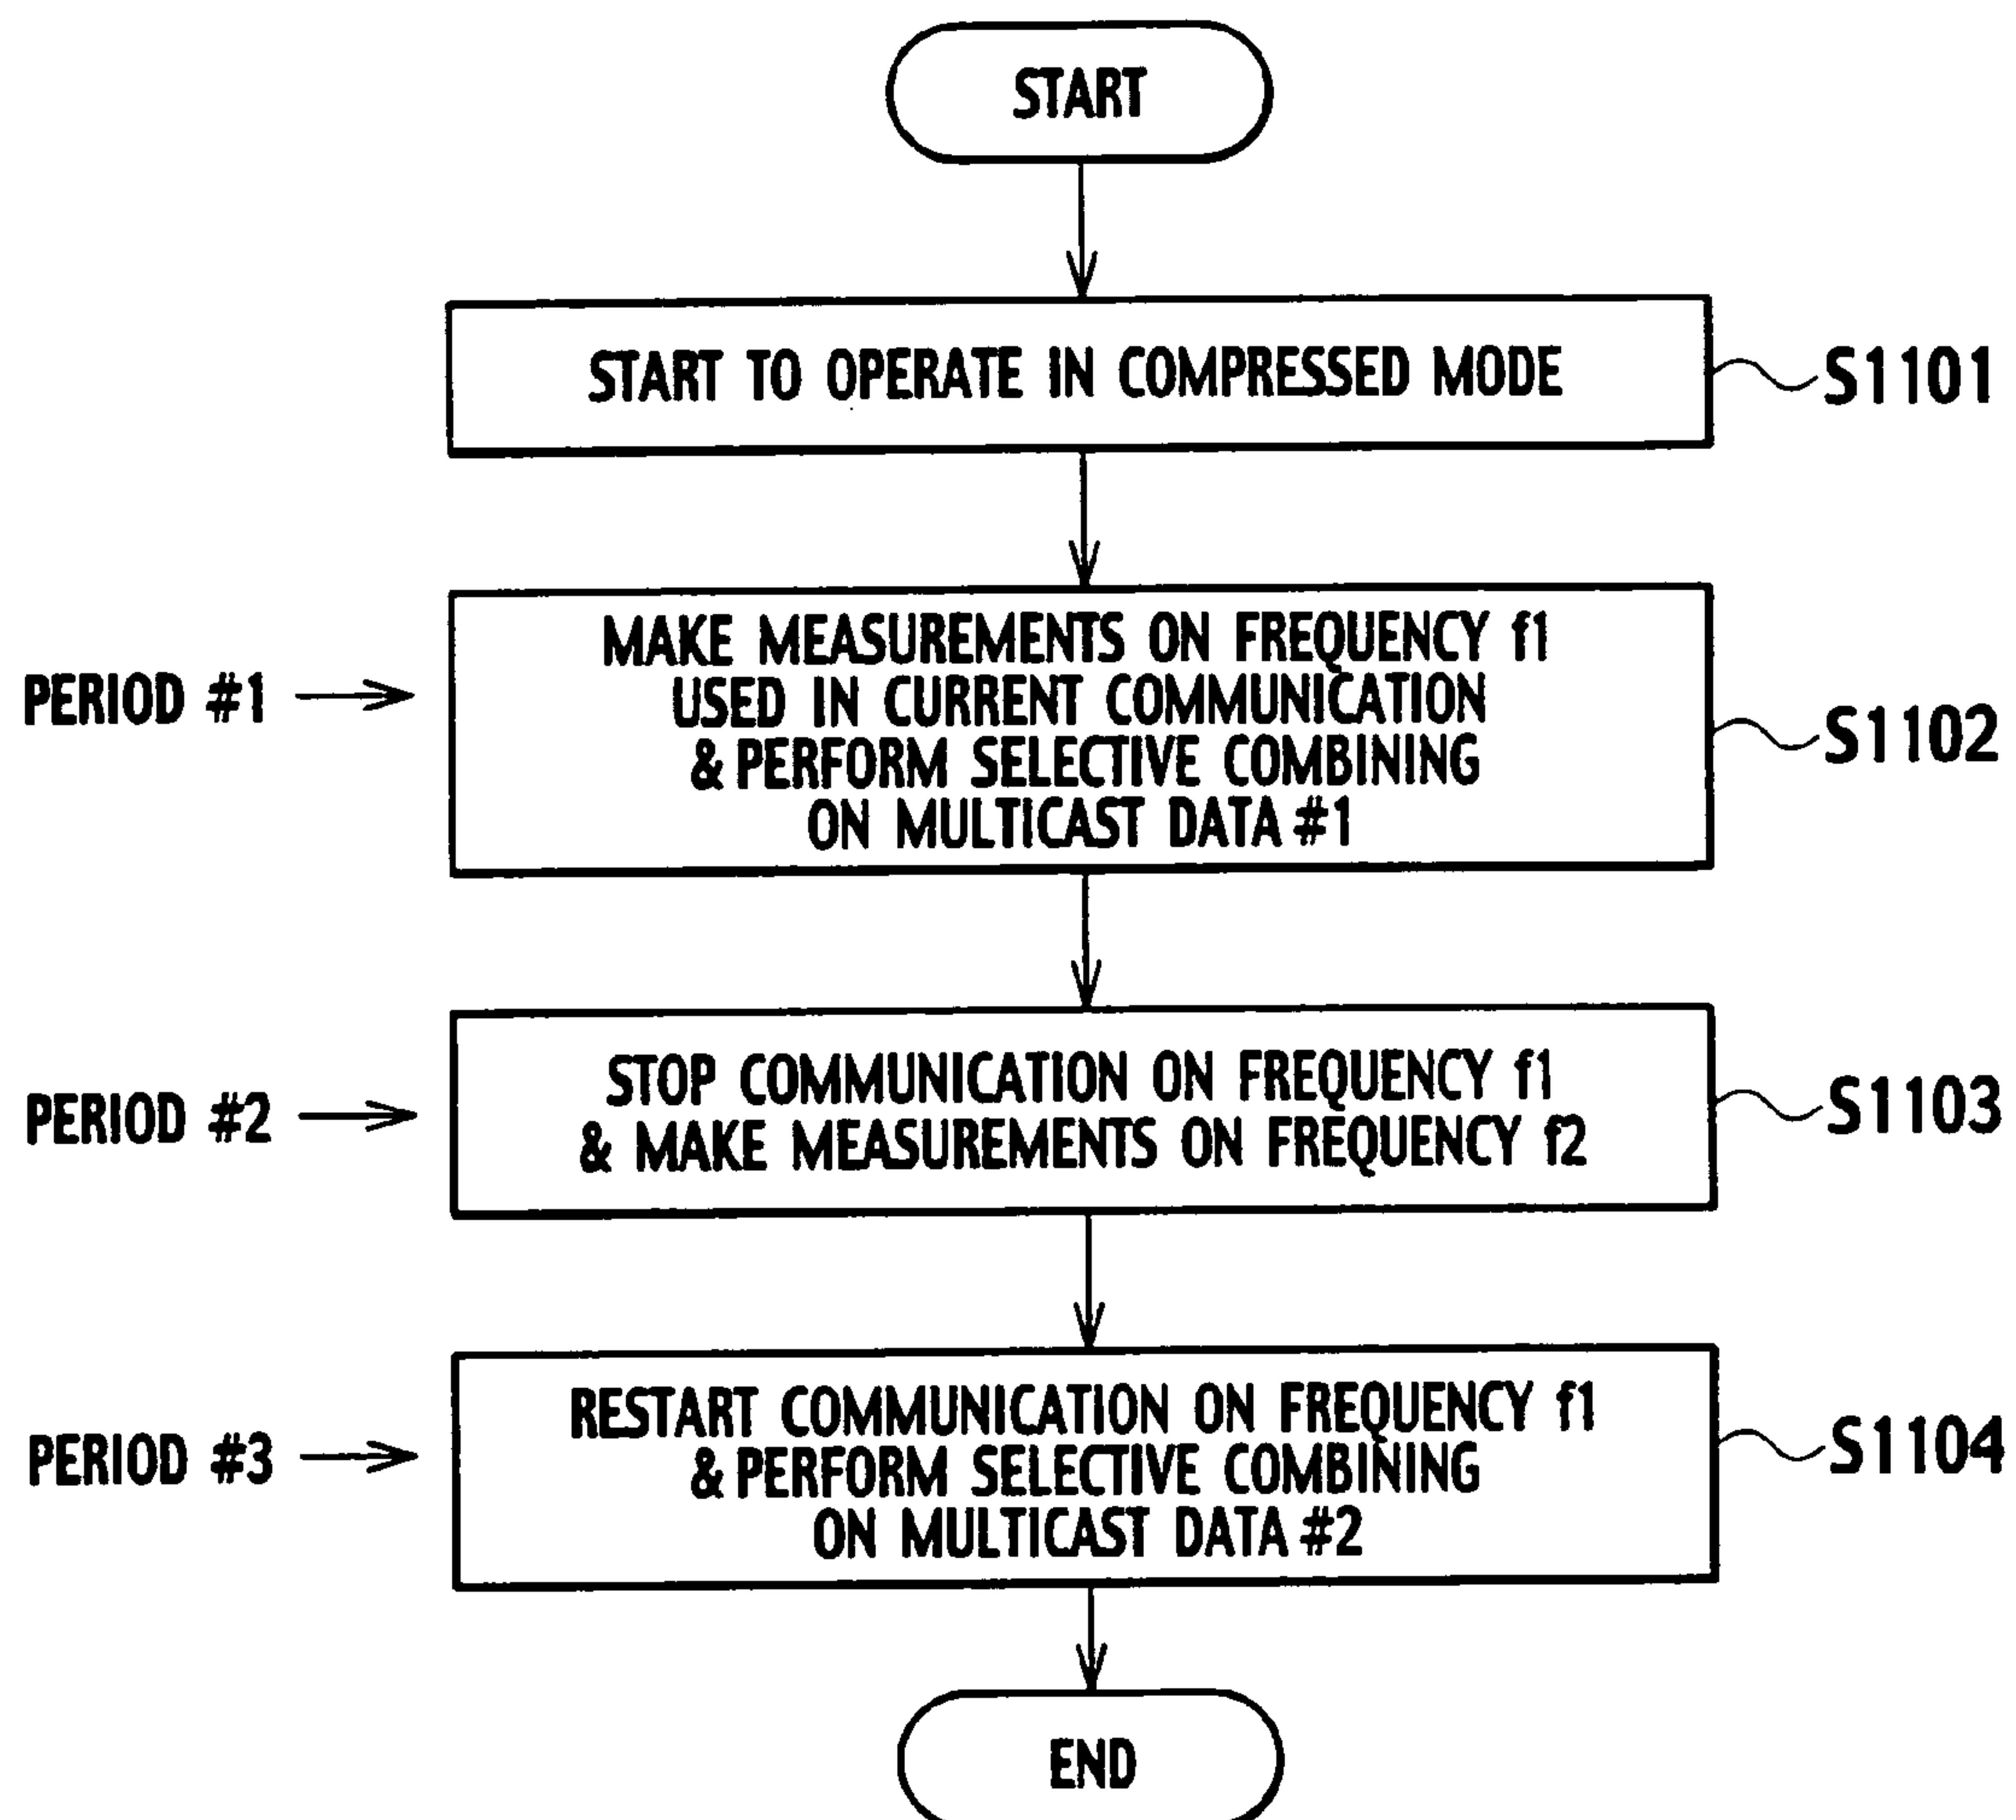 START
START TO OPERATE IN COMPRESSED MODE
S1101
PERIOD #1
MAKE MEASUREMENTS ON FREQUENCY f1
USED IN CURRENT COMMUNICATION
& PERFORM SELECTIVE COMBINING
ON MULTICAST DATA #1
S1102
PERIOD #2
STOP COMMUNICATION ON FREQUENCY f1
& MAKE MEASUREMENTS ON FREQUENCY f2
S1103
PERIOD #3
RESTART COMMUNICATION ON FREQUENCY f1
& PERFORM SELECTIVE COMBINING
ON MULTICAST DATA #2
S1104
END